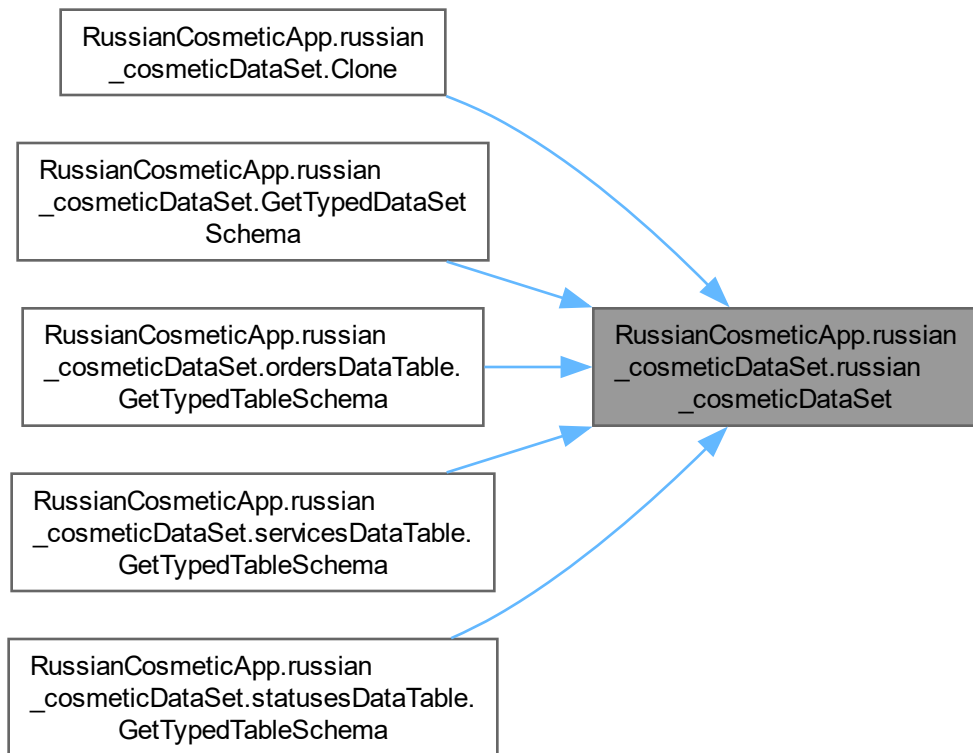 RussianCosmeticApp.russian
_cosmeticDataSet.Clone
RussianCosmeticApp.russian
_cosmeticDataSet.GetTypedDataSet
Schema
RussianCosmeticApp.russian
_cosmeticDataSet.ordersDataTable.
GetTypedTableSchema
RussianCosmeticApp.russian
_cosmeticDataSet.servicesDataTable.
GetTypedTableSchema
RussianCosmeticApp.russian
_cosmeticDataSet.statusesDataTable.
GetTypedTableSchema
RussianCosmeticApp.russian
_cosmeticDataSet.russian
_cosmeticDataSet